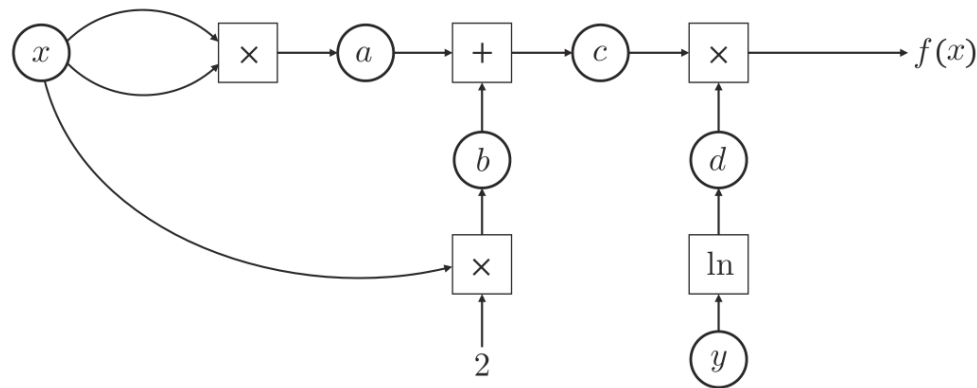 x × a + c × f(x)
b d
× ln
2 y